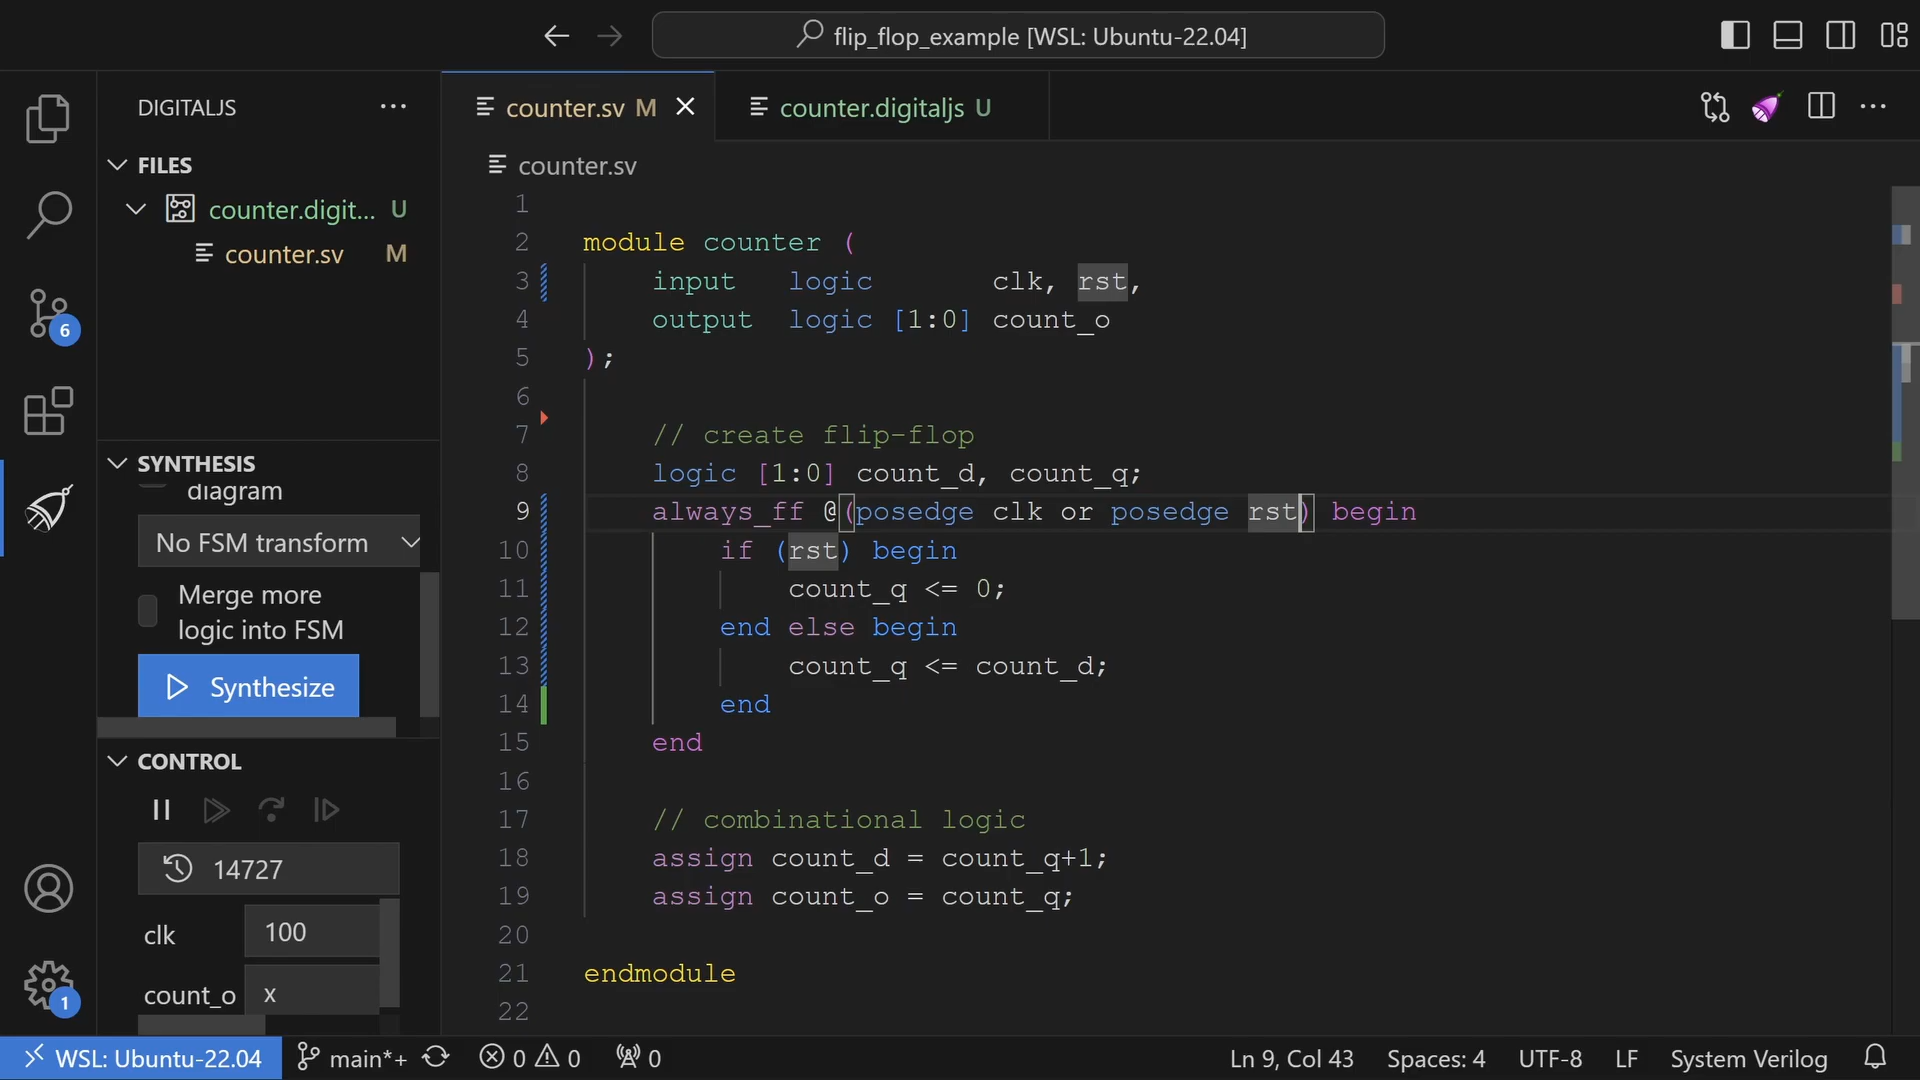 flip_flop_example [WSL: Ubuntu-22.04]
DIGITALJS
counter.sv M
counter.digitaljs U
FILES
counter.digit... U
counter.sv M
6
SYNTHESIS
diagram
No FSM transform
Merge more
logic into FSM
Synthesize
CONTROL
14727
clk 100
count_o x
1
counter.sv
1
2 module counter (
3 input logic clk, rst,
4 output logic [1:0] count_o
5 );
6
7 // create flip-flop
8 logic [1:0] count_d, count_q;
9 always_ff @(posedge clk or posedge rst) begin
10 if (rst) begin
11 count_q <= 0;
12 end else begin
13 count_q <= count_d;
14 end
15 end
16
17 // combinational logic
18 assign count_d = count_q+1;
19 assign count_o = count_q;
20
21 endmodule
22
WSL: Ubuntu-22.04 main*+ 0 0 0 Ln 9, Col 43 Spaces: 4 UTF-8 LF System Verilog